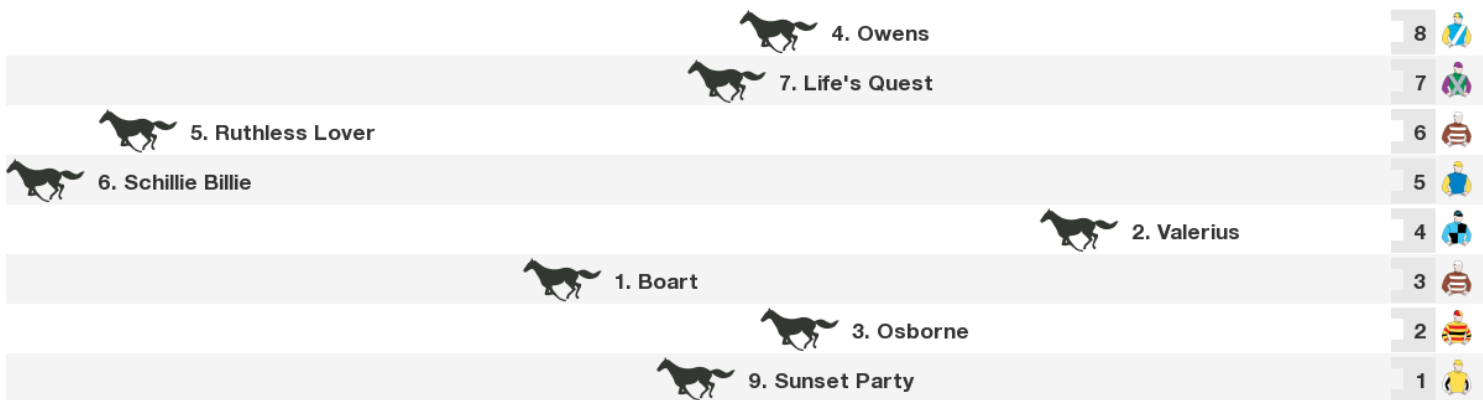 4. Owens 8
7. Life's Quest 7
5. Ruthless Lover 6
6. Schillie Billie 5
2. Valerius 4
1. Boart 3
3. Osborne 2
9. Sunset Party 1